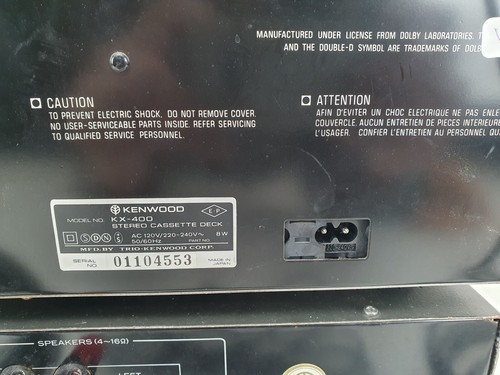 MANUFACTURED UNDER LICENSE FROM DOLBY LABORATORIES.
AND THE DOUBLE-D SYMBOL ARE TRADEMARKS OF DOLB
CAUTION
TO PREVENT ELECTRIC SHOCK, DO NOT REMOVE COVER.
NO USER-SERVICEABLE PARTS INSIDE. REFER SERVICING
TO QUALIFIED SERVICE PERSONNEL.
ATTENTION
AFIN D'EVITER UN CHOC ELECTRIQUE NE PAS ENLE
COUVERCLE. AUCUN ENTRETIEN DE PIECES INTERIEURE
L'USAGER. CONFIER L'ENTRETIEN AU PERSONNEL QU
KENWOOD
MODEL NO. KX-400
STEREO CASSETTE DECK
S D N AC 120V/220-240V~ 8W
50/60Hz PART NO
MFD. BY TRIO-KENWOOD CORP.
SERIAL NO. 01104553 MADE IN JAPAN
SPEAKERS (4~16Ω)
LEFT